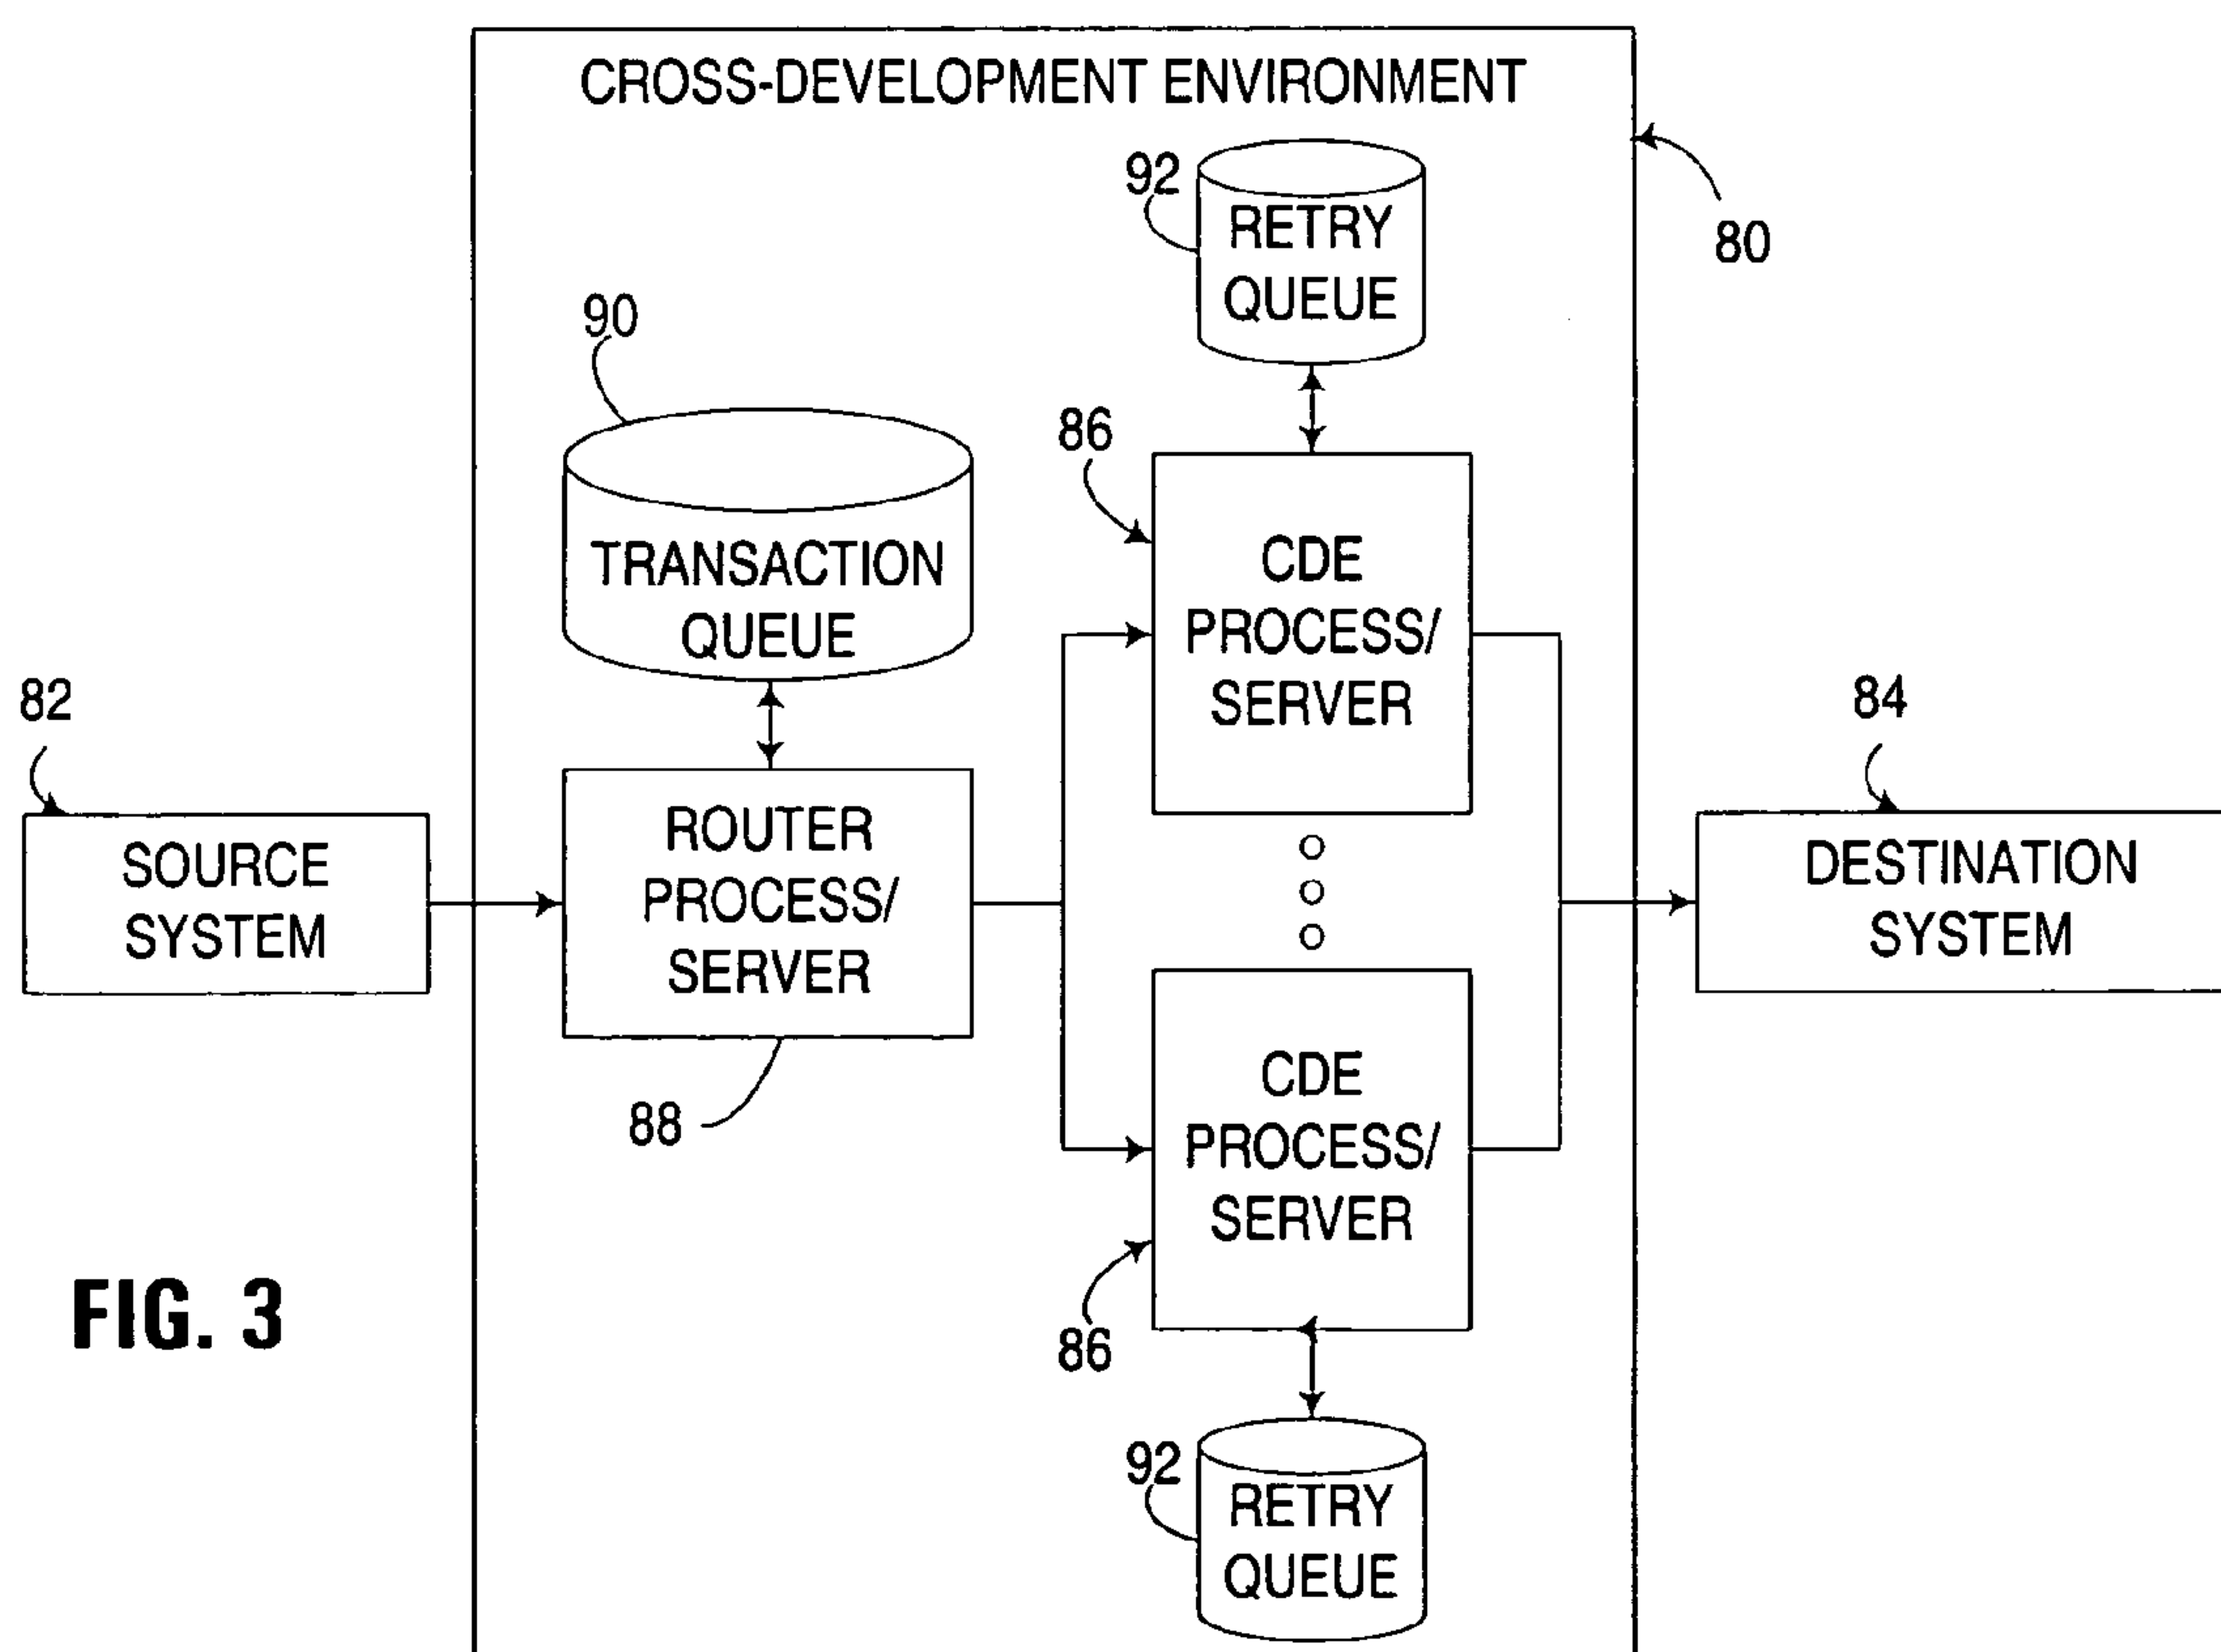 CROSS-DEVELOPMENT ENVIRONMENT
92
RETRY
QUEUE
80
90
TRANSACTION
QUEUE
86
CDE
PROCESS/
SERVER
82
SOURCE
SYSTEM
ROUTER
PROCESS/
SERVER
88
84
DESTINATION
SYSTEM
CDE
PROCESS/
SERVER
86
92
RETRY
QUEUE
FIG. 3